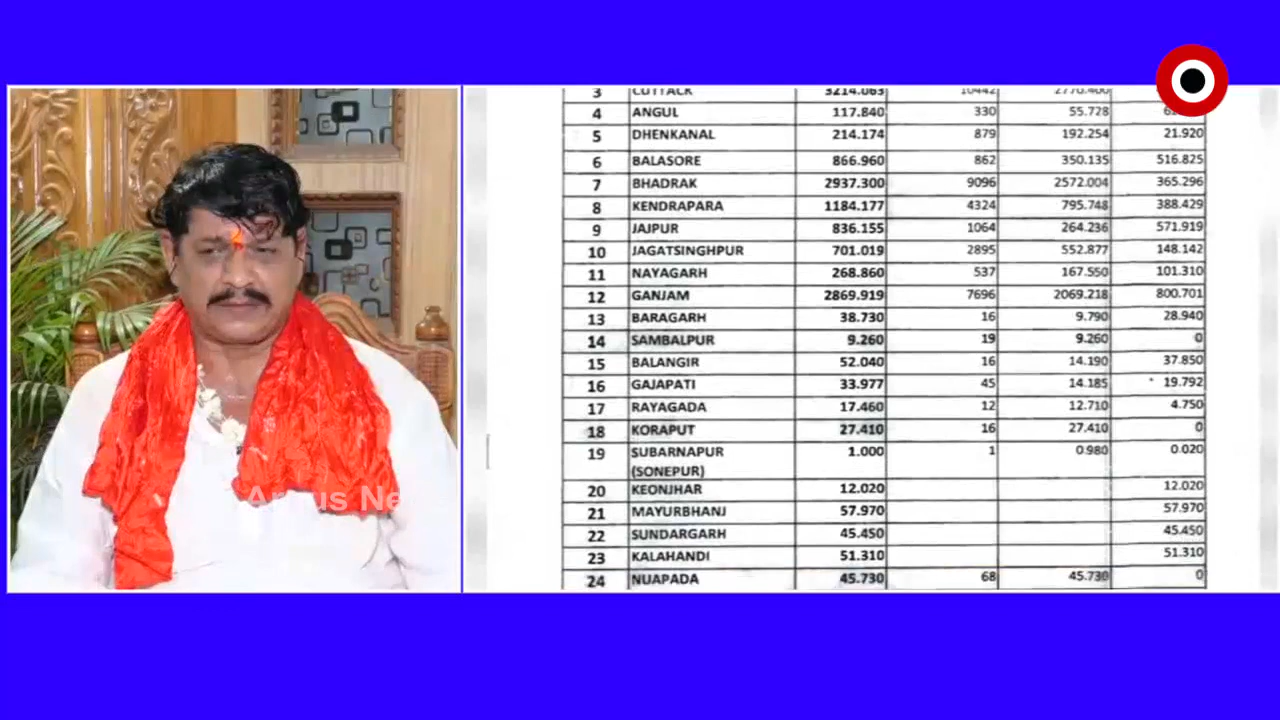 3 CUTTACK 3214.063 10442 2770.400
4 ANGUL 117.840 330 55.728
5 DHENKANAL 214.174 879 192.254 21.920
6 BALASORE 866.960 862 350.135 516.825
7 BHADRAK 2937.300 9096 2572.004 365.296
8 KENDRAPARA 1184.177 4324 795.748 388.429
9 JAJPUR 836.155 1064 264.236 571.919
10 JAGATSINGHPUR 701.019 2895 552.877 148.142
11 NAYAGARH 268.860 537 167.550 101.310
12 GANJAM 2869.919 7696 2069.218 800.701
13 BARAGARH 38.730 16 9.790 28.940
14 SAMBALPUR 9.260 19 9.260 0
15 BALANGIR 52.040 16 14.190 37.850
16 GAJAPATI 33.977 45 14.185 19.792
17 RAYAGADA 17.460 12 12.710 4.750
18 KORAPUT 27.410 16 27.410 0
19 SUBARNAPUR 1.000 1 0.980 0.020
(SONEPUR)
20 KEONJHAR 12.020 12.020
21 MAYURBHANJ 57.970 57.970
22 SUNDARGARH 45.450 45.450
23 KALAHANDI 51.310 51.310
24 NUAPADA 45.730 68 45.730 0